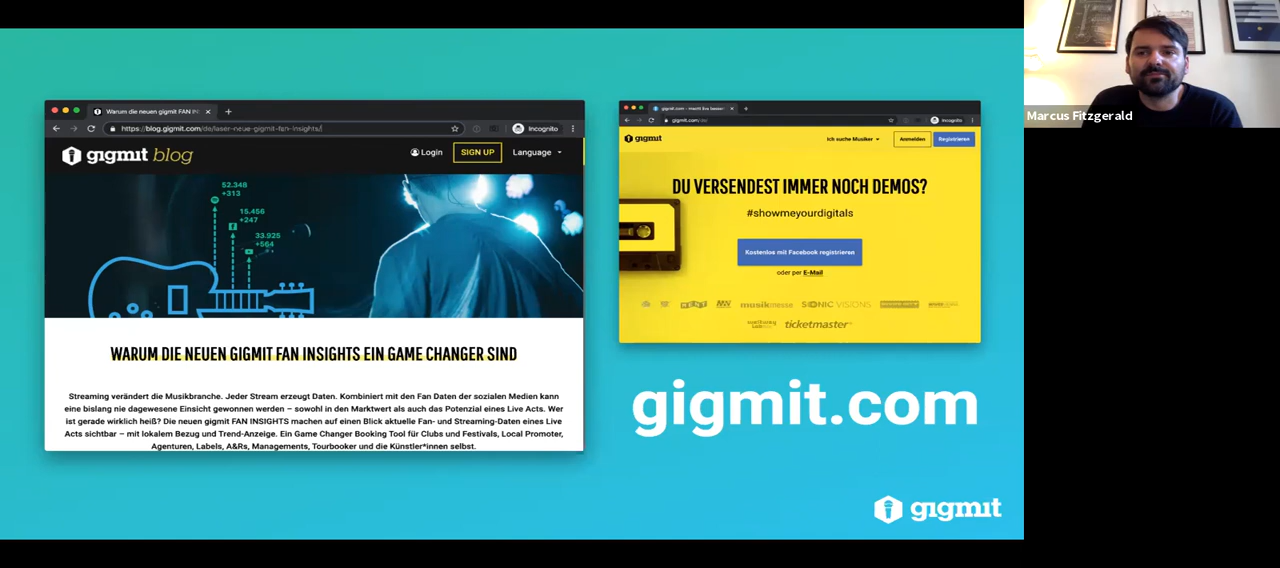 Warum die neuen gigmit FAN IN
https://blog.gigmit.com/de/laser-neue-gigmit-fan-insights/
Incognito
gigmit blog
Login
SIGN UP
Language
52.348
+313
15.456
+247
33.925
+564
WARUM DIE NEUEN GIGMIT FAN INSIGHTS EIN GAME CHANGER SIND
Streaming verändert die Musikbranche. Jeder Stream erzeugt Daten. Kombiniert mit den Fan Daten der sozialen Medien kann
eine bislang nie dagewesene Einsicht gewonnen werden – sowohl in den Marktwert als auch das Potenzial eines Live Acts. Wer
ist gerade wirklich heiß? Die neuen gigmit FAN INSIGHTS machen auf einen Blick aktuelle Fan- und Streaming-Daten eines Live
Acts sichtbar – mit lokalem Bezug und Trend-Anzeige. Ein Game Changer Booking Tool für Clubs und Festivals, Local Promoter,
Agenturen, Labels, A&Rs, Managements, Tourbooker und die Künstler*innen selbst.
gigmit.com - macht live besser
gigmit.com/de/
Incognito
gigmit
Ich suche Musiker
Anmelden
Registrieren
DU VERSENDEST IMMER NOCH DEMOS?
#showmeyourdigitals
Kostenlos mit Facebook registrieren
oder per E-Mail
musikmesse
SONIC VISIONS
ticketmaster
gigmit.com
gigmit
Marcus Fitzgerald